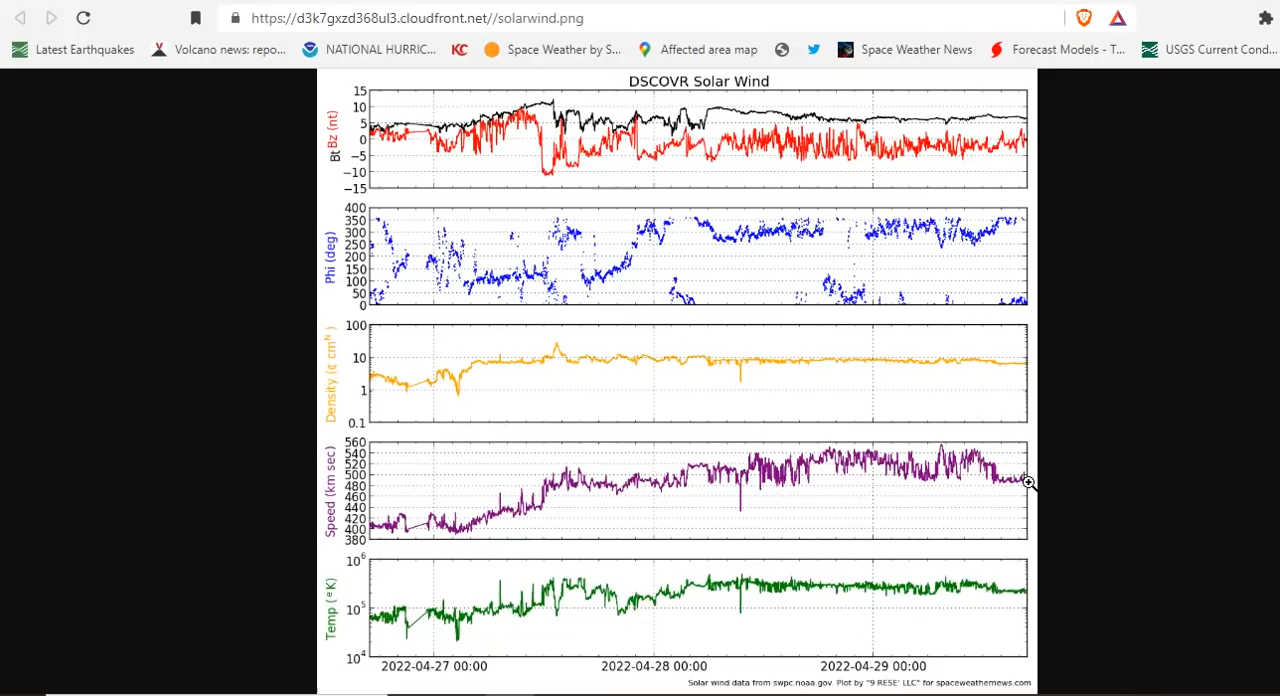 https://d3k7gxzd368ul3.cloudfront.net//solarwind.png
Latest Earthquakes
Volcano news: repo...
NATIONAL HURRIC...
KC
Space Weather by S...
Affected area map
Space Weather News
Forecast Models - T...
USGS Current Cond...
DSCOVR Solar Wind
Bt Bz (nt)
15
10
5
0
−5
−10
−15
Phi (deg)
400
350
300
250
200
150
100
50
0
100
10
1
0.1
Speed (km sec)
560
540
520
500
480
460
440
420
400
380
Temp (°K)
10⁶
10⁵
10⁴
2022-04-27 00:00
2022-04-28 00:00
2022-04-29 00:00
Solar wind data from swpc.noaa.gov Plot by "9 RESE' LLC" for spaceweathernews.com